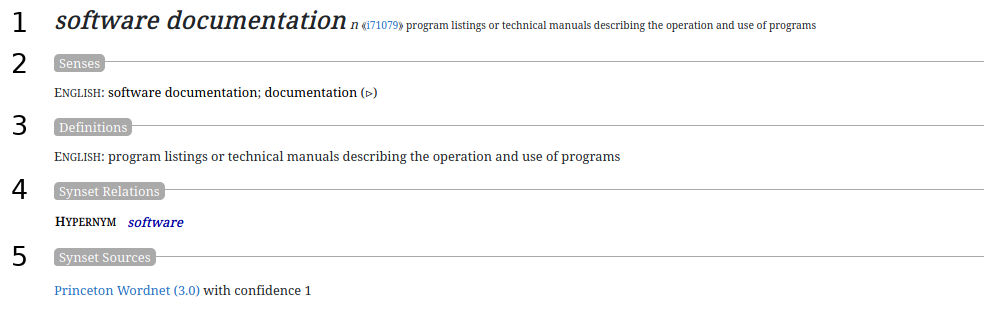 1 software documentation n ⟪i71079⟫ program listings or technical manuals describing the operation and use of programs
2 Senses
ENGLISH: software documentation; documentation (▹)
3 Definitions
ENGLISH: program listings or technical manuals describing the operation and use of programs
4 Synset Relations
HYPERNYM software
5 Synset Sources
Princeton Wordnet (3.0) with confidence 1